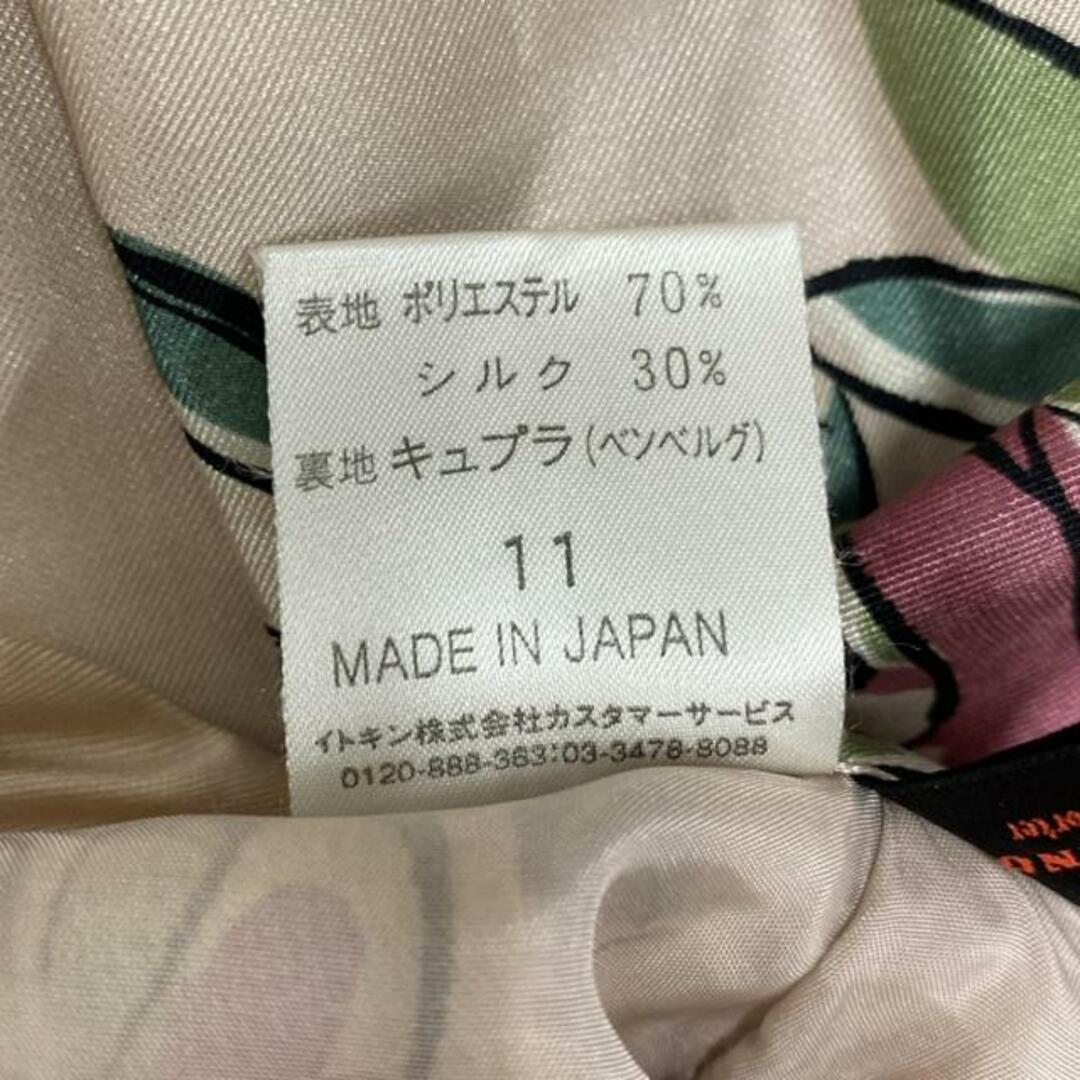 表地 ポリエステル 70%
シルク 30%
裏地 キュプラ(ベンベルグ)
11
MADE IN JAPAN
イトキン株式会社カスタマーサービス
0120-888-363:03-3478-8088